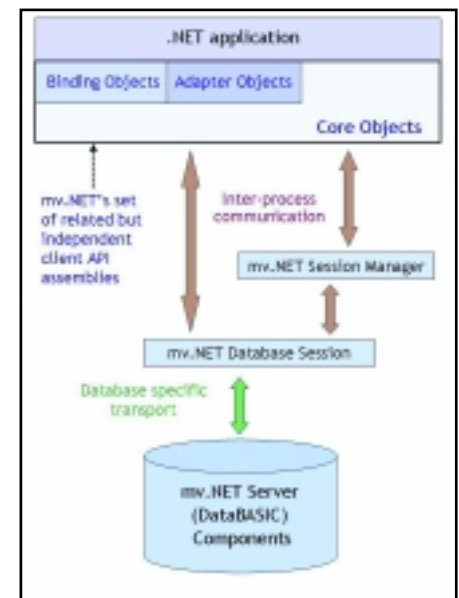 .NET application
Binding Objects
Adapter Objects
Core Objects
mv.NET's set
of related but
independent
client API
assemblies
Inter-process
communication
mv.NET Session Manager
mv.NET Database Session
Database specific
transport
mv.NET Server
(DataBASIC)
Components